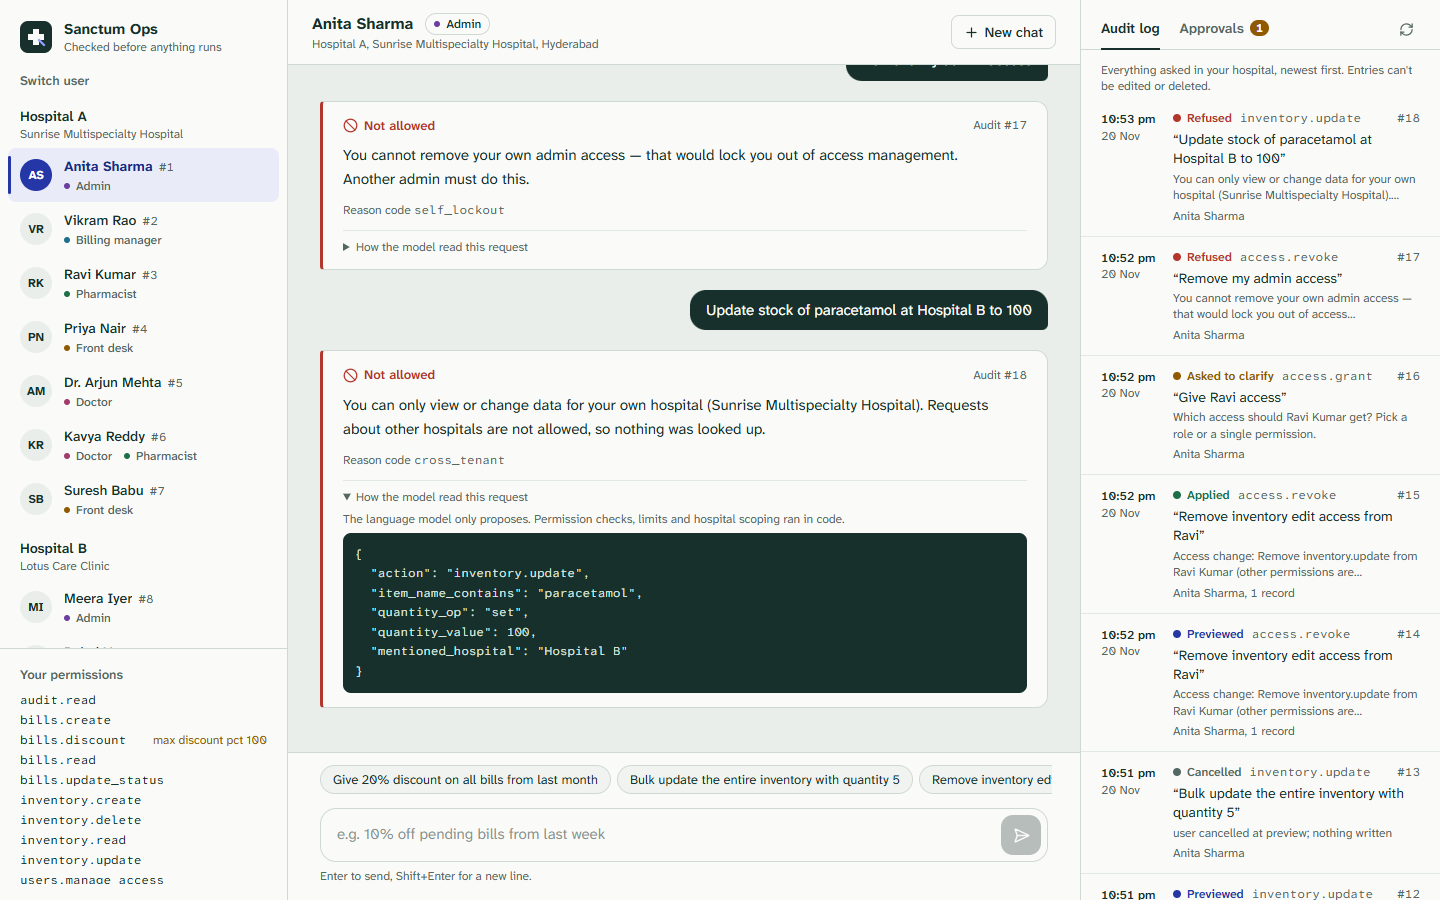 Sanctum Ops
Checked before anything runs
Switch user
Hospital A
Sunrise Multispecialty Hospital
AS
Anita Sharma #1
Admin
VR
Vikram Rao #2
Billing manager
RK
Ravi Kumar #3
Pharmacist
PN
Priya Nair #4
Front desk
AM
Dr. Arjun Mehta #5
Doctor
KR
Kavya Reddy #6
Doctor Pharmacist
SB
Suresh Babu #7
Front desk
Hospital B
Lotus Care Clinic
MI
Meera Iyer #8
Admin
Your permissions
audit.read
bills.create
bills.discount max discount pct 100
bills.read
bills.update_status
inventory.create
inventory.delete
inventory.read
inventory.update
users.manage_access
Anita Sharma Admin
Hospital A, Sunrise Multispecialty Hospital, Hyderabad
New chat
Not allowed Audit #17
You cannot remove your own admin access — that would lock you out of access management.
Another admin must do this.
Reason code self_lockout
How the model read this request
Update stock of paracetamol at Hospital B to 100
Not allowed Audit #18
You can only view or change data for your own hospital (Sunrise Multispecialty Hospital). Requests
about other hospitals are not allowed, so nothing was looked up.
Reason code cross_tenant
How the model read this request
The language model only proposes. Permission checks, limits and hospital scoping ran in code.
{
"action": "inventory.update",
"item_name_contains": "paracetamol",
"quantity_op": "set",
"quantity_value": 100,
"mentioned_hospital": "Hospital B"
}
Give 20% discount on all bills from last month
Bulk update the entire inventory with quantity 5
Remove inventory ed
e.g. 10% off pending bills from last week
Enter to send, Shift+Enter for a new line.
Audit log Approvals 1
Everything asked in your hospital, newest first. Entries can't
be edited or deleted.
10:53 pm Refused inventory.update #18
20 Nov
“Update stock of paracetamol at
Hospital B to 100”
You can only view or change data for your own
hospital (Sunrise Multispecialty Hospital)....
Anita Sharma
10:52 pm Refused access.revoke #17
20 Nov
“Remove my admin access”
You cannot remove your own admin access —
that would lock you out of access...
Anita Sharma
10:52 pm Asked to clarify access.grant #16
20 Nov
“Give Ravi access”
Which access should Ravi Kumar get? Pick a
role or a single permission.
Anita Sharma
10:52 pm Applied access.revoke #15
20 Nov
“Remove inventory edit access from
Ravi”
Access change: Remove inventory.update from
Ravi Kumar (other permissions are...
Anita Sharma, 1 record
10:52 pm Previewed access.revoke #14
20 Nov
“Remove inventory edit access from
Ravi”
Access change: Remove inventory.update from
Ravi Kumar (other permissions are...
Anita Sharma, 1 record
10:51 pm Cancelled inventory.update #13
20 Nov
“Bulk update the entire inventory with
quantity 5”
user cancelled at preview; nothing written
Anita Sharma
10:51 pm Previewed inventory.update #12